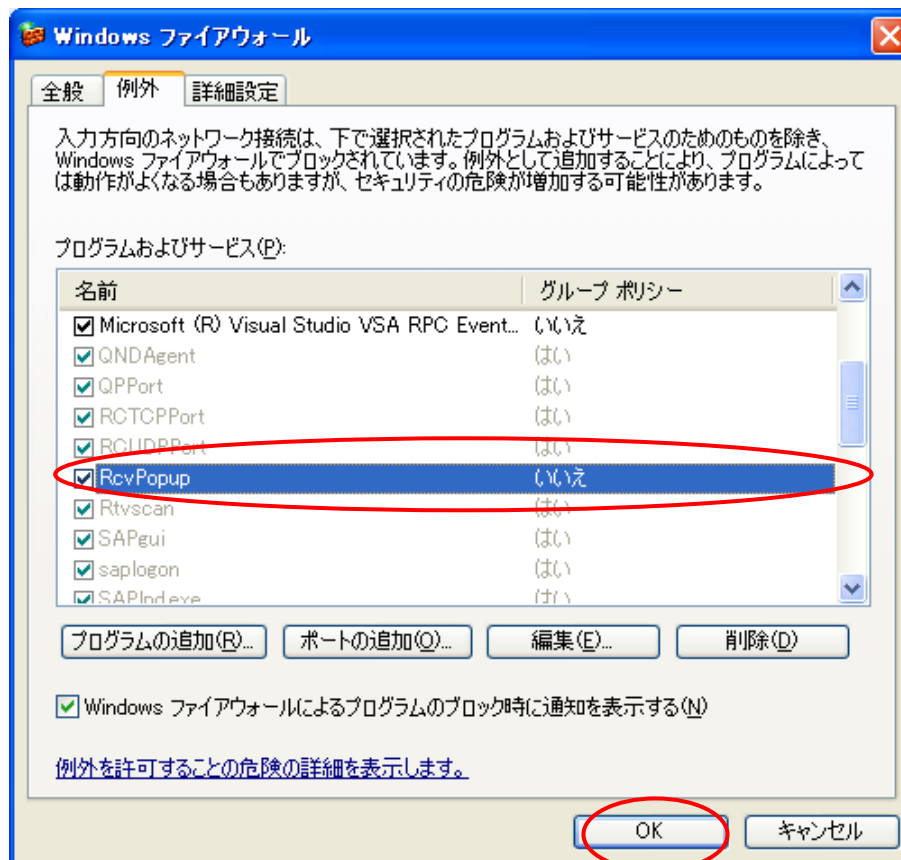 Windows ファイアウォール
全般 例外 詳細設定
入力方向のネットワーク接続は、下で選択されたプログラムおよびサービスのためのものを除き、
Windows ファイアウォールでブロックされています。例外として追加することにより、プログラムによって
は動作がよくなる場合もありますが、セキュリティの危険が増加する可能性があります。
プログラムおよびサービス(P):
名前 グループ ポリシー
Microsoft (R) Visual Studio VSA RPC Event... いいえ
QNDAgent はい
QPPort はい
RCTCPPort はい
RCUDPPort はい
RcvPopup いいえ
Rtvscan はい
SAPgui はい
saplogon はい
SAPlpd.exe はい
プログラムの追加(R)... ポートの追加(O)... 編集(E)... 削除(D)
Windows ファイアウォールによるプログラムのブロック時に通知を表示する(N)
例外を許可することの危険の詳細を表示します。
OK キャンセル